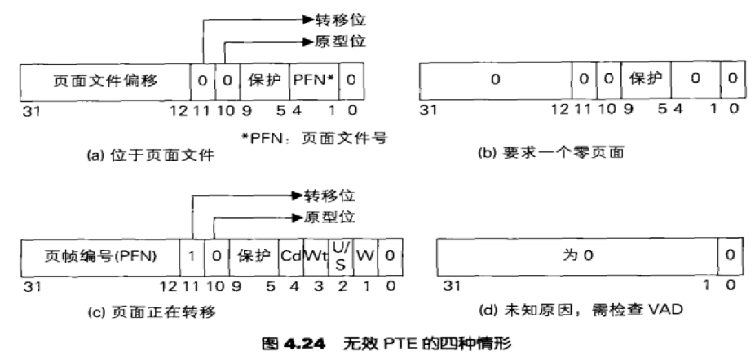 转移位
原型位
页面文件偏移 0 0 保护 PFN* 0
31 12 11 10 9 5 4 1 0
*PFN：页面文件号
(a) 位于页面文件
0 0 0 保护 0 0
31 12 11 10 9 5 4 1 0
(b) 要求一个零页面
转移位
原型位
页帧编号(PFN) 1 0 保护 Cd Wt U/S W 0
31 12 11 10 9 5 4 3 2 1 0
(c) 页面正在转移
为 0 0
31 1 0
(d) 未知原因，需检查 VAD
图 4.24 无效 PTE 的四种情形